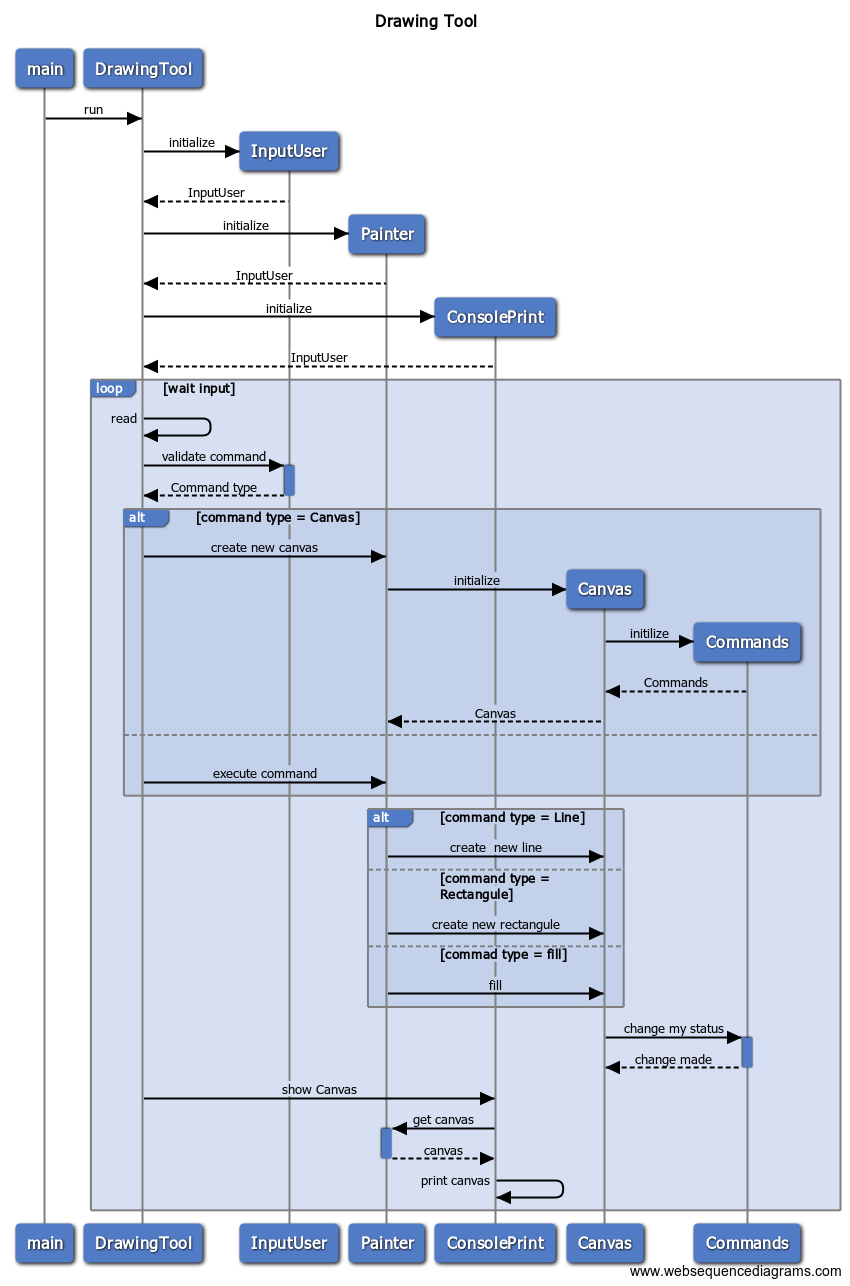 Drawing Tool
main
DrawingTool
run
initialize
InputUser
InputUser
initialize
Painter
InputUser
initialize
ConsolePrint
InputUser
loop
[wait input]
read
validate command
Command type
alt
[command type = Canvas]
create new canvas
initialize
Canvas
initilize
Commands
Commands
Canvas
execute command
alt
[command type = Line]
create  new line
[command type =
Rectangule]
create new rectangule
[commad type = fill]
fill
change my status
change made
show Canvas
get canvas
canvas
print canvas
main
DrawingTool
InputUser
Painter
ConsolePrint
Canvas
Commands
www.websequencediagrams.com